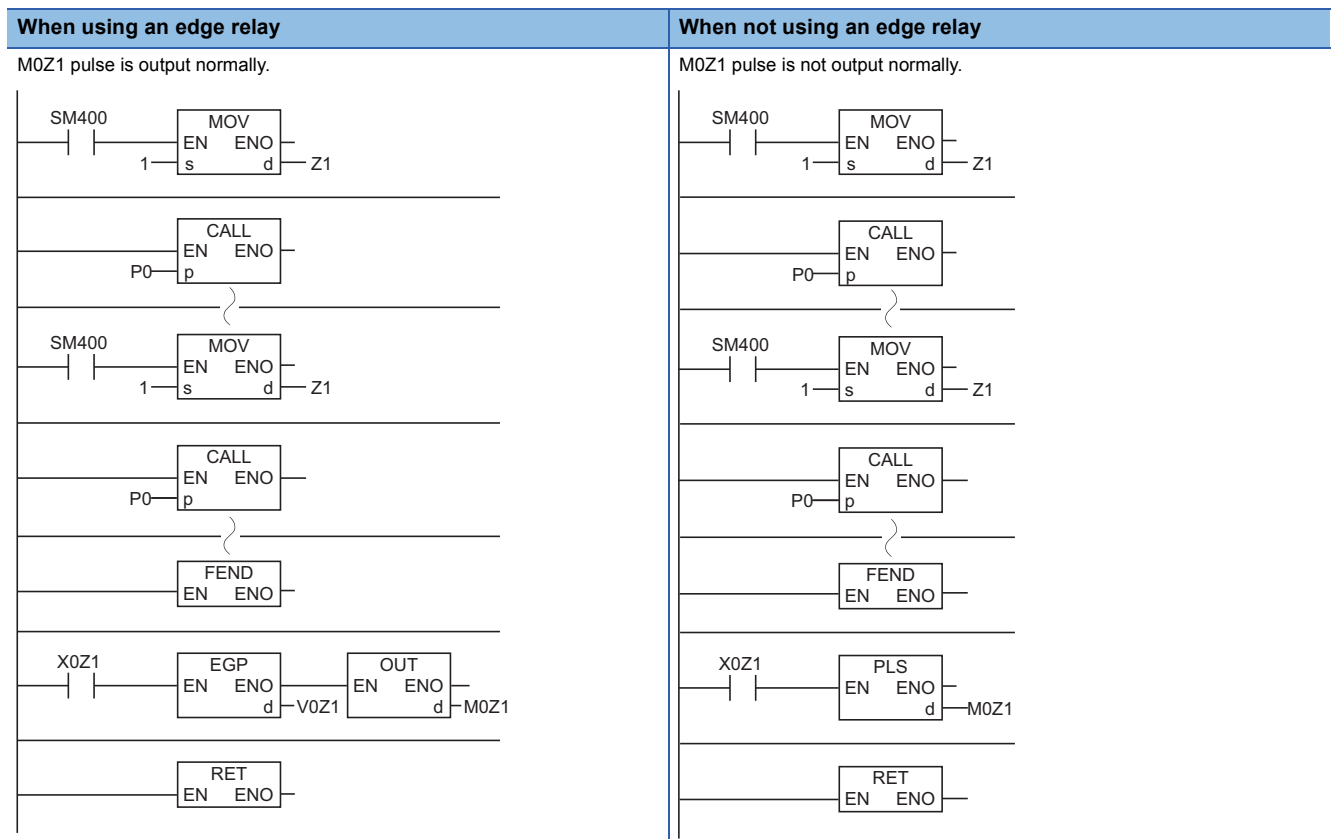 When using an edge relay
M0Z1 pulse is output normally.
SM400
MOV
EN ENO
1 s d Z1
CALL
EN ENO
P0 p
SM400
MOV
EN ENO
1 s d Z1
CALL
EN ENO
P0 p
FEND
EN ENO
X0Z1
EGP
OUT
EN ENO
EN ENO
d V0Z1
d M0Z1
RET
EN ENO
When not using an edge relay
M0Z1 pulse is not output normally.
SM400
MOV
EN ENO
1 s d Z1
CALL
EN ENO
P0 p
SM400
MOV
EN ENO
1 s d Z1
CALL
EN ENO
P0 p
FEND
EN ENO
X0Z1
PLS
EN ENO
d M0Z1
RET
EN ENO